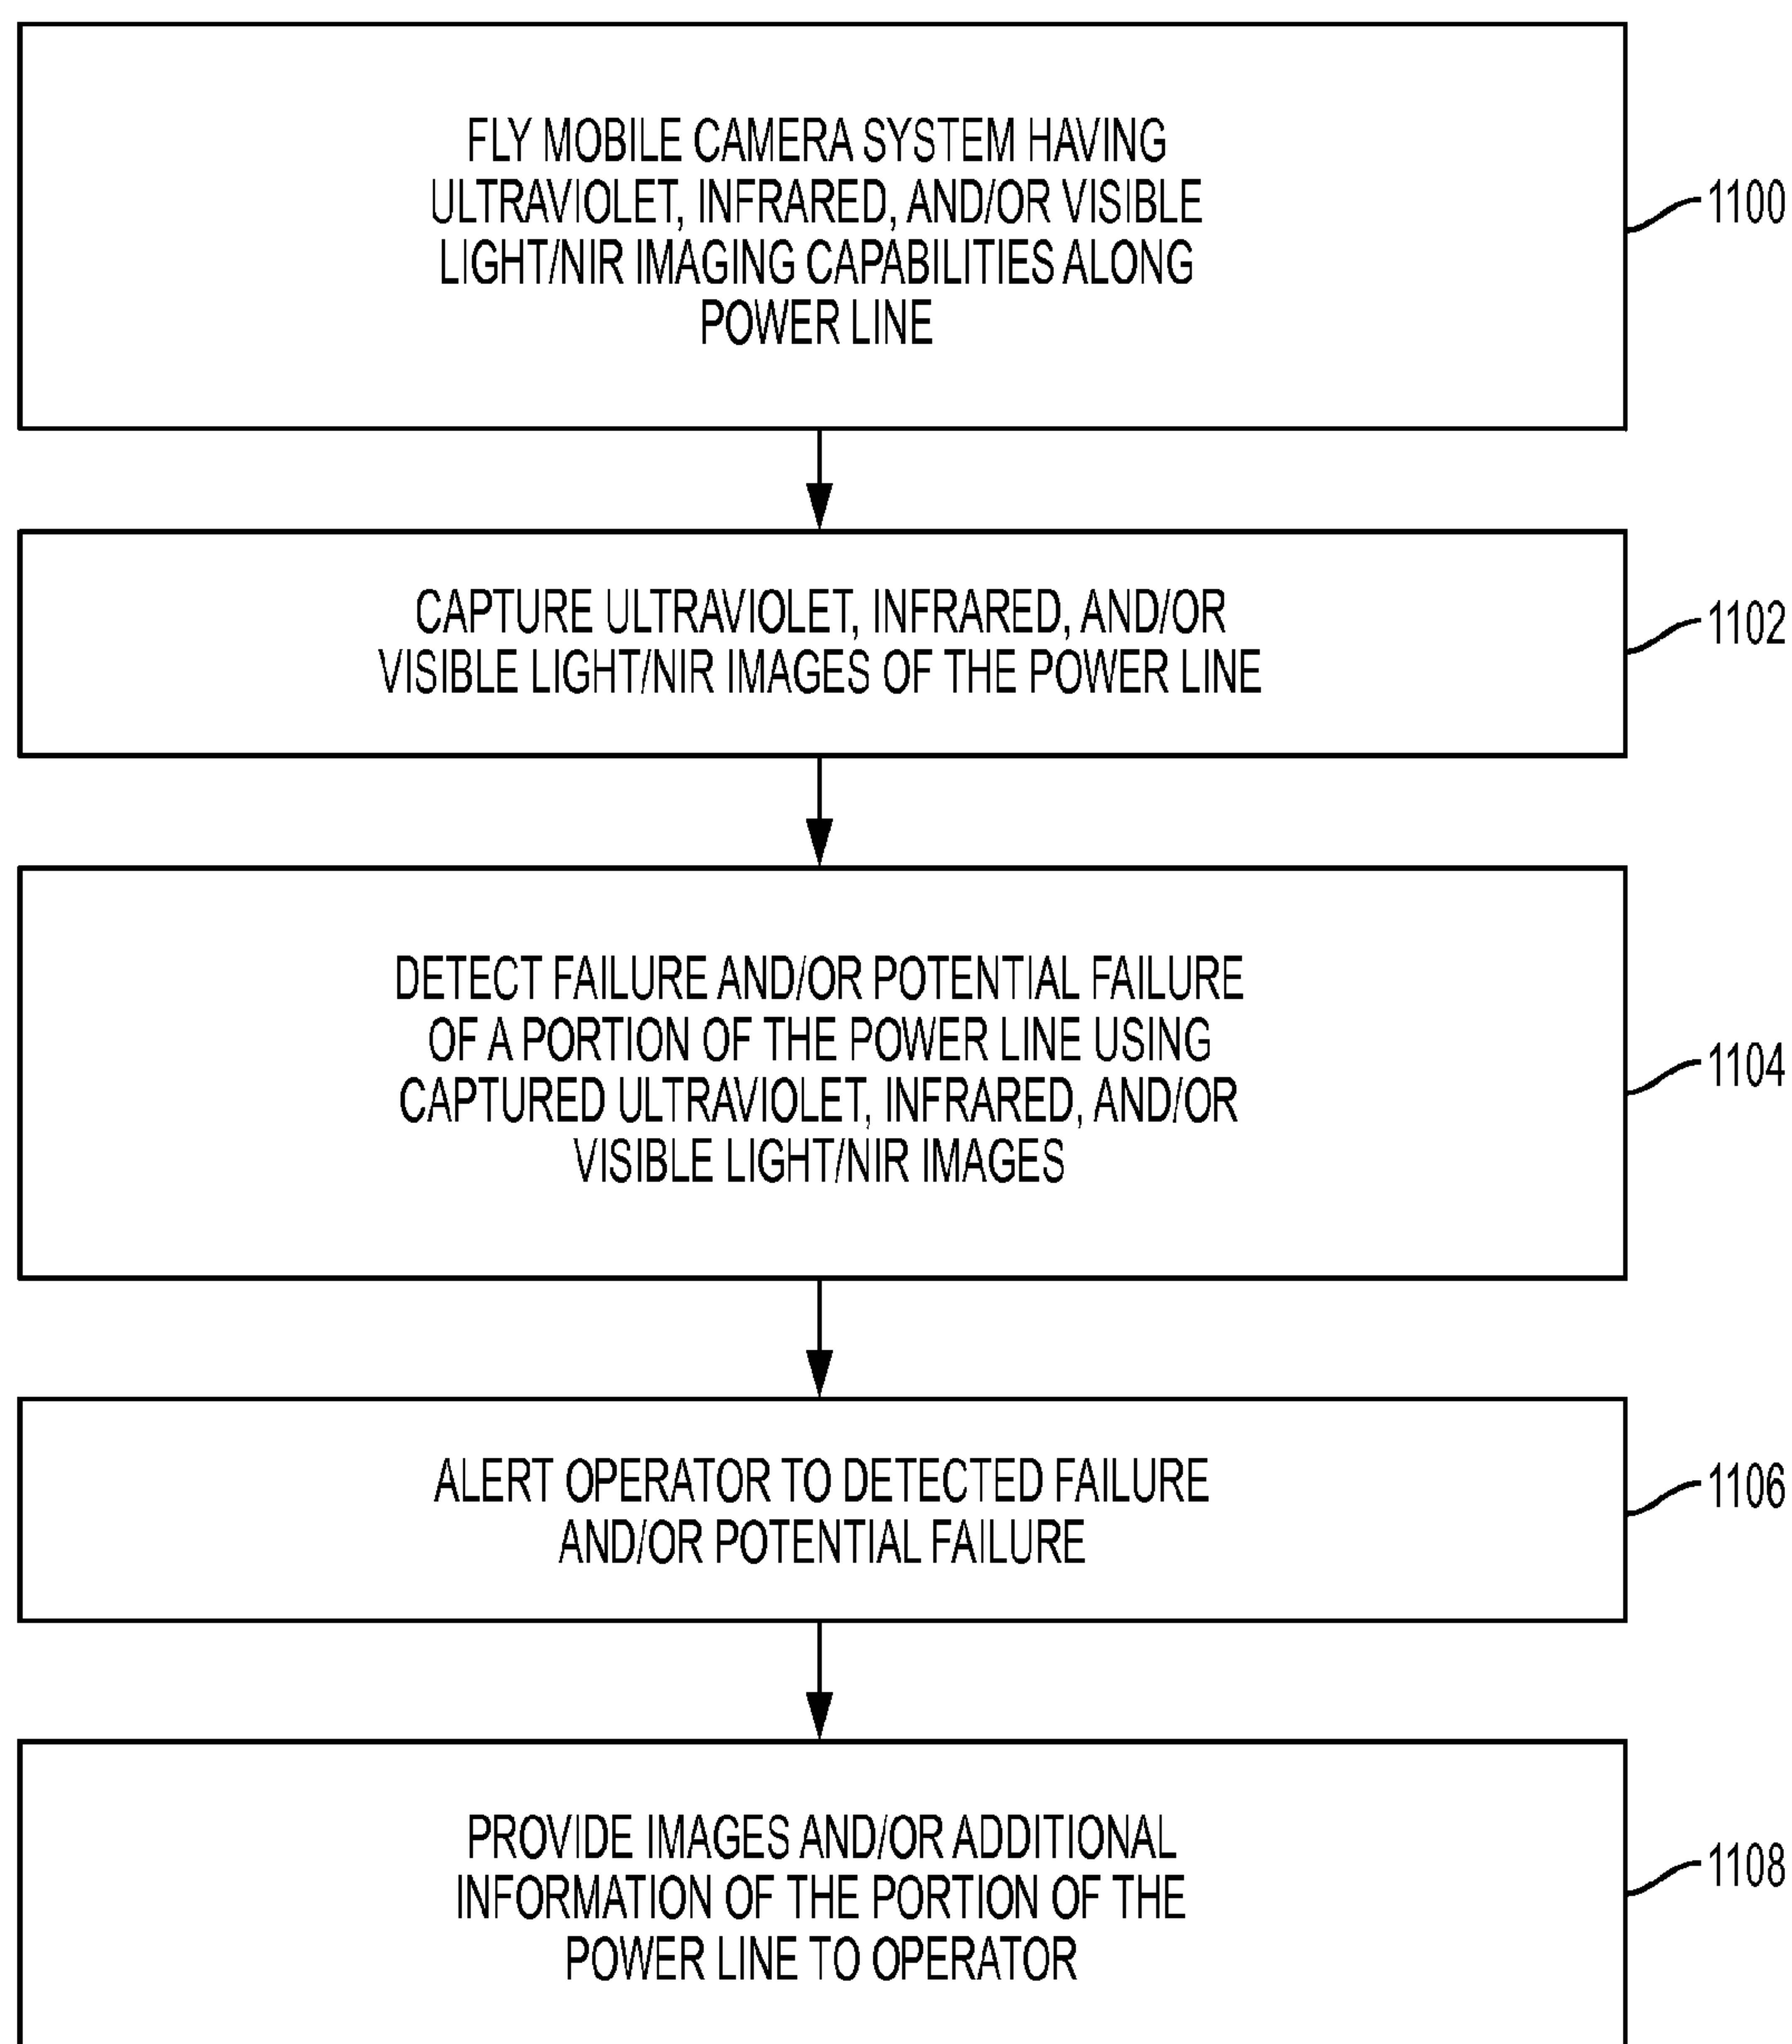 FLY MOBILE CAMERA SYSTEM HAVING
ULTRAVIOLET, INFRARED, AND/OR VISIBLE
LIGHT/NIR IMAGING CAPABILITIES ALONG
POWER LINE
1100
CAPTURE ULTRAVIOLET, INFRARED, AND/OR
VISIBLE LIGHT/NIR IMAGES OF THE POWER LINE
1102
DETECT FAILURE AND/OR POTENTIAL FAILURE
OF A PORTION OF THE POWER LINE USING
CAPTURED ULTRAVIOLET, INFRARED, AND/OR
VISIBLE LIGHT/NIR IMAGES
1104
ALERT OPERATOR TO DETECTED FAILURE
AND/OR POTENTIAL FAILURE
1106
PROVIDE IMAGES AND/OR ADDITIONAL
INFORMATION OF THE PORTION OF THE
POWER LINE TO OPERATOR
1108